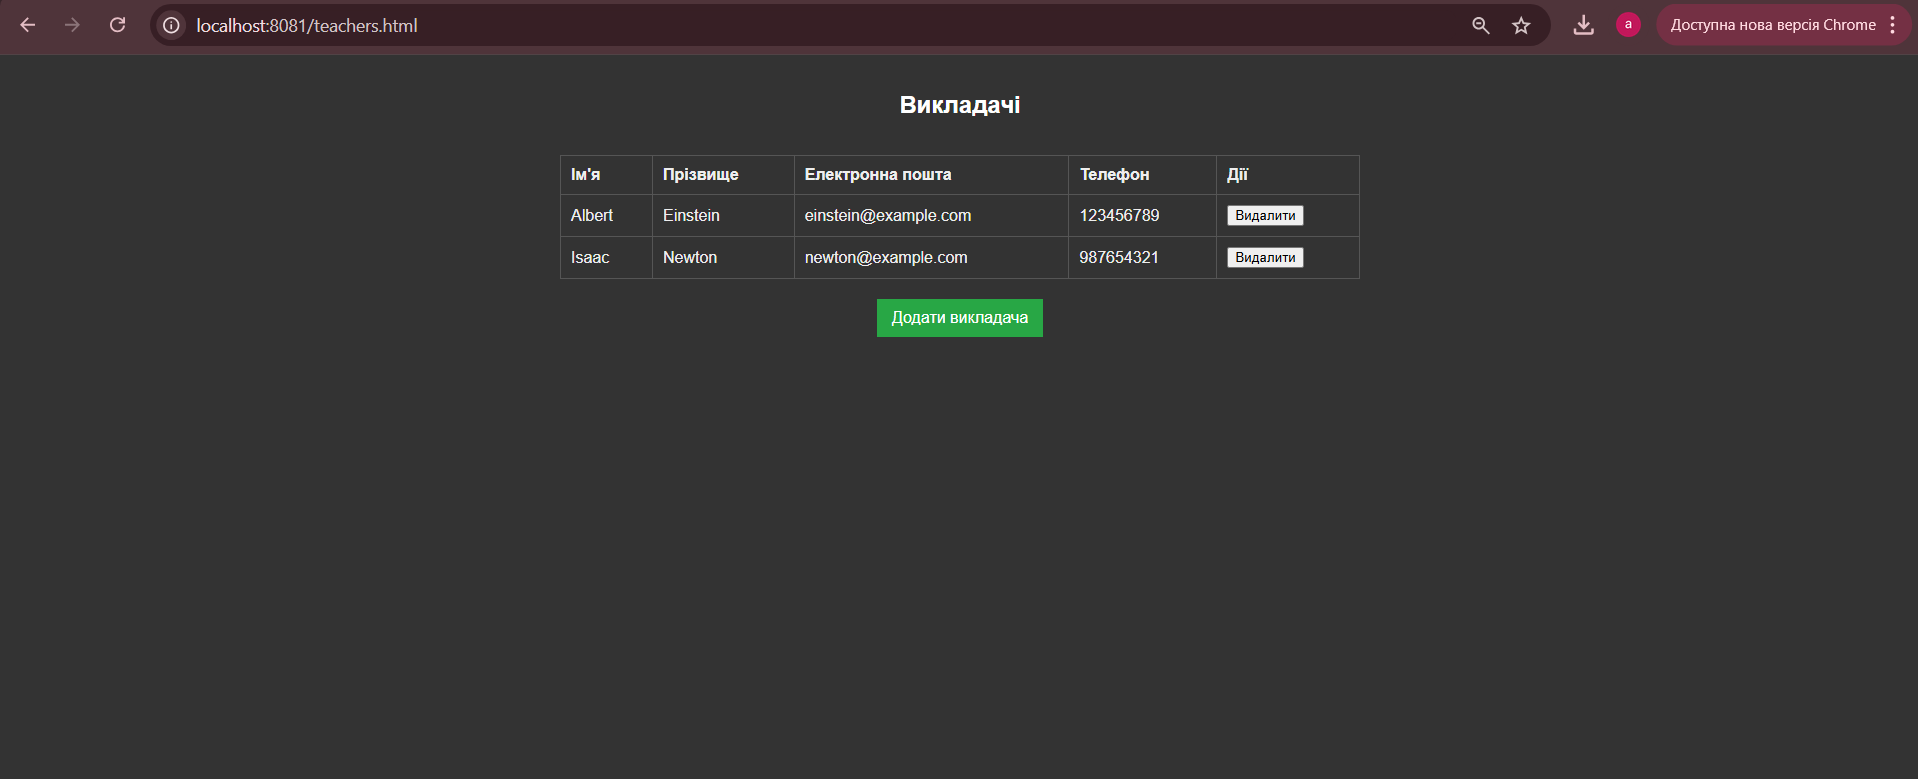 localhost:8081/teachers.html
a
Доступна нова версія Chrome
Викладачі
Ім'я Прізвище Електронна пошта Телефон Дії
Albert Einstein einstein@example.com 123456789 Видалити
Isaac Newton newton@example.com 987654321 Видалити
Додати викладача